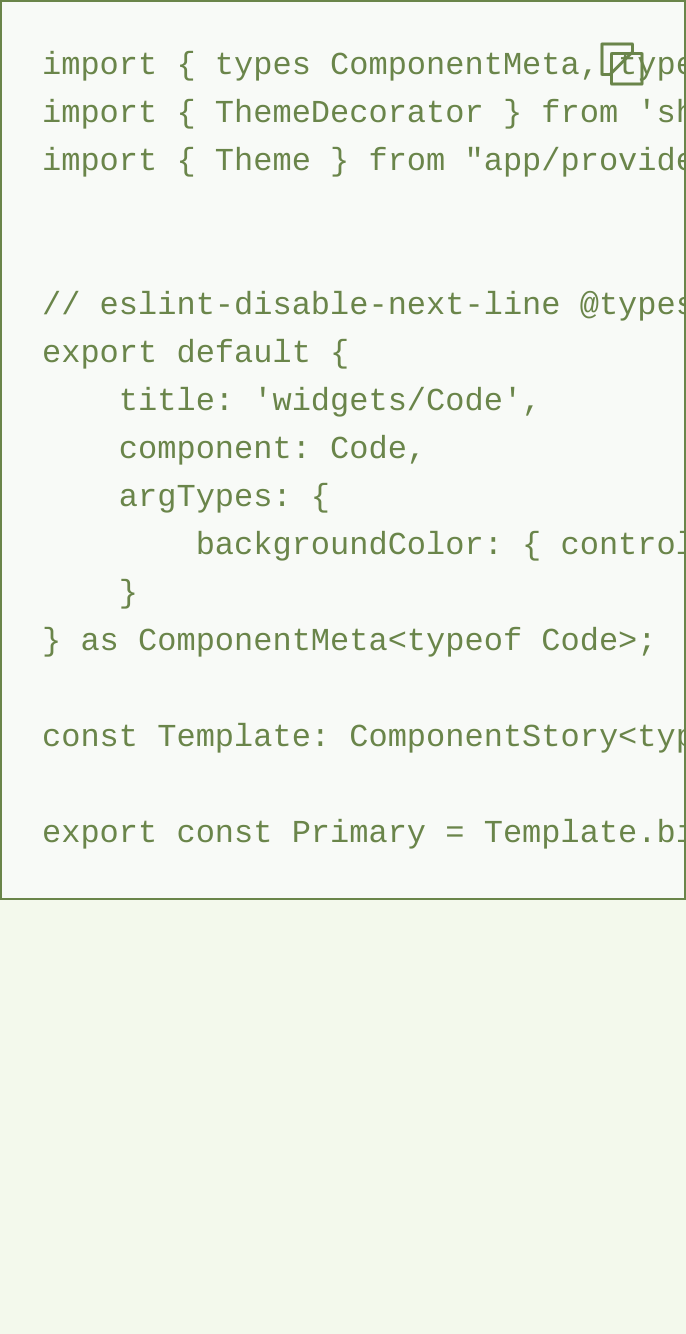 import { types ComponentMeta, type
import { ThemeDecorator } from 'sh
import { Theme } from "app/provide
// eslint-disable-next-line @types
export default {
    title: 'widgets/Code',
    component: Code,
    argTypes: {
        backgroundColor: { control
    }
} as ComponentMeta<typeof Code>;
const Template: ComponentStory<typ
export const Primary = Template.bi